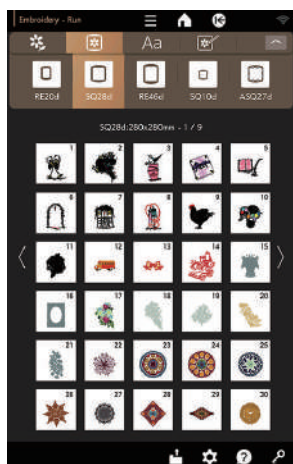 Embroidery - Run
Aa
RE20d SQ28d RE46d SQ10d ASQ27d
SQ28d:280x280mm - 1 / 9
1 2 3 4 5
6 7 8 9 10
11 12 13 14 15
16 17 18 19 20
21 22 23 24 25
26 27 28 29 30
?